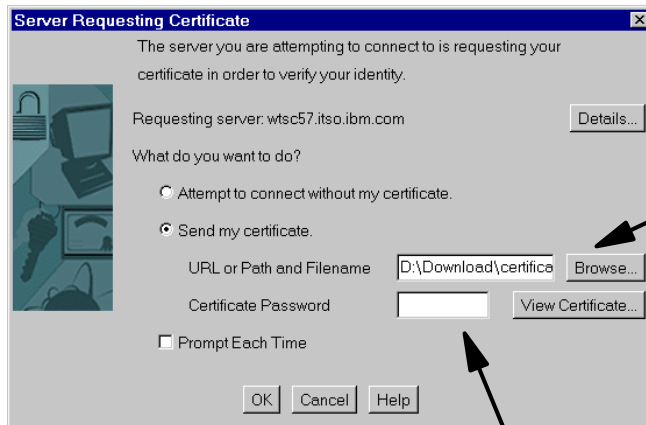 Server Requesting Certificate
The server you are attempting to connect to is requesting your
certificate in order to verify your identity.
Requesting server: wtsc57.itso.ibm.com
Details...
What do you want to do?
Attempt to connect without my certificate.
Send my certificate.
URL or Path and Filename D:\Download\certifica Browse...
Certificate Password View Certificate...
Prompt Each Time
OK Cancel Help